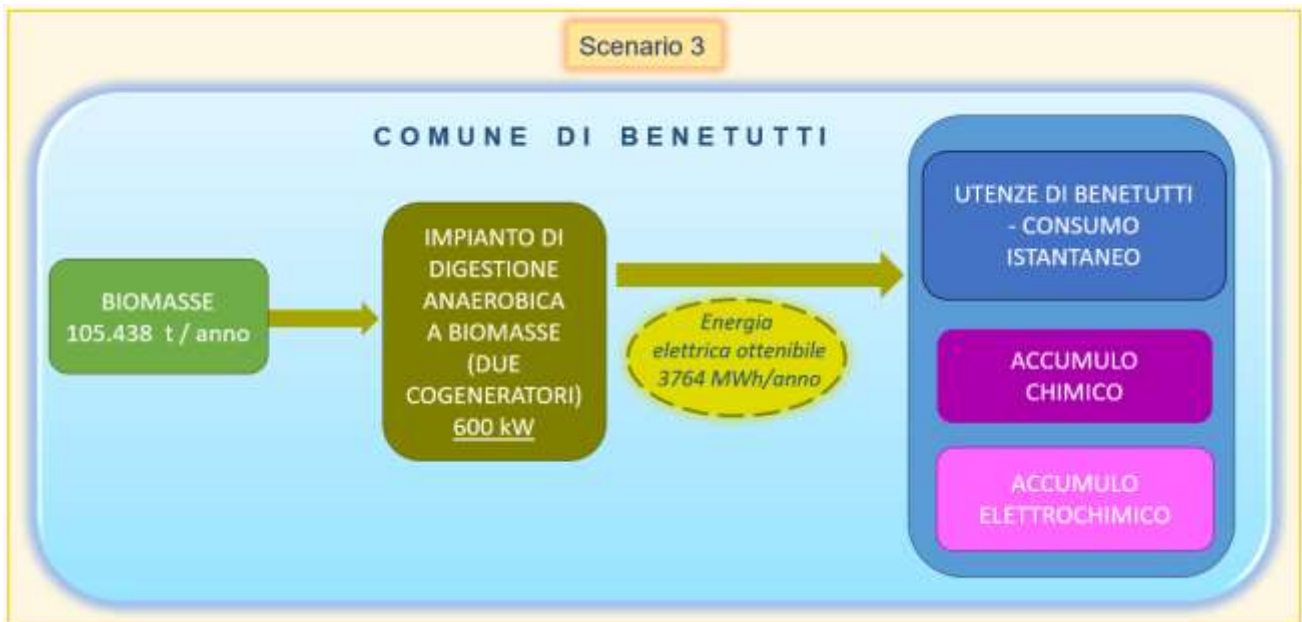 Scenario 3
COMUNE DI BENETUTTI
BIOMASSE
105.438 t / anno
IMPIANTO DI
DIGESTIONE
ANAEROBICA
A BIOMASSE
(DUE
COGENERATORI)
600 kW
Energia
elettrica ottenibile
3764 MWh/anno
UTENZE DI BENETUTTI
- CONSUMO
ISTANTANEO
ACCUMULO
CHIMICO
ACCUMULO
ELETTROCHIMICO